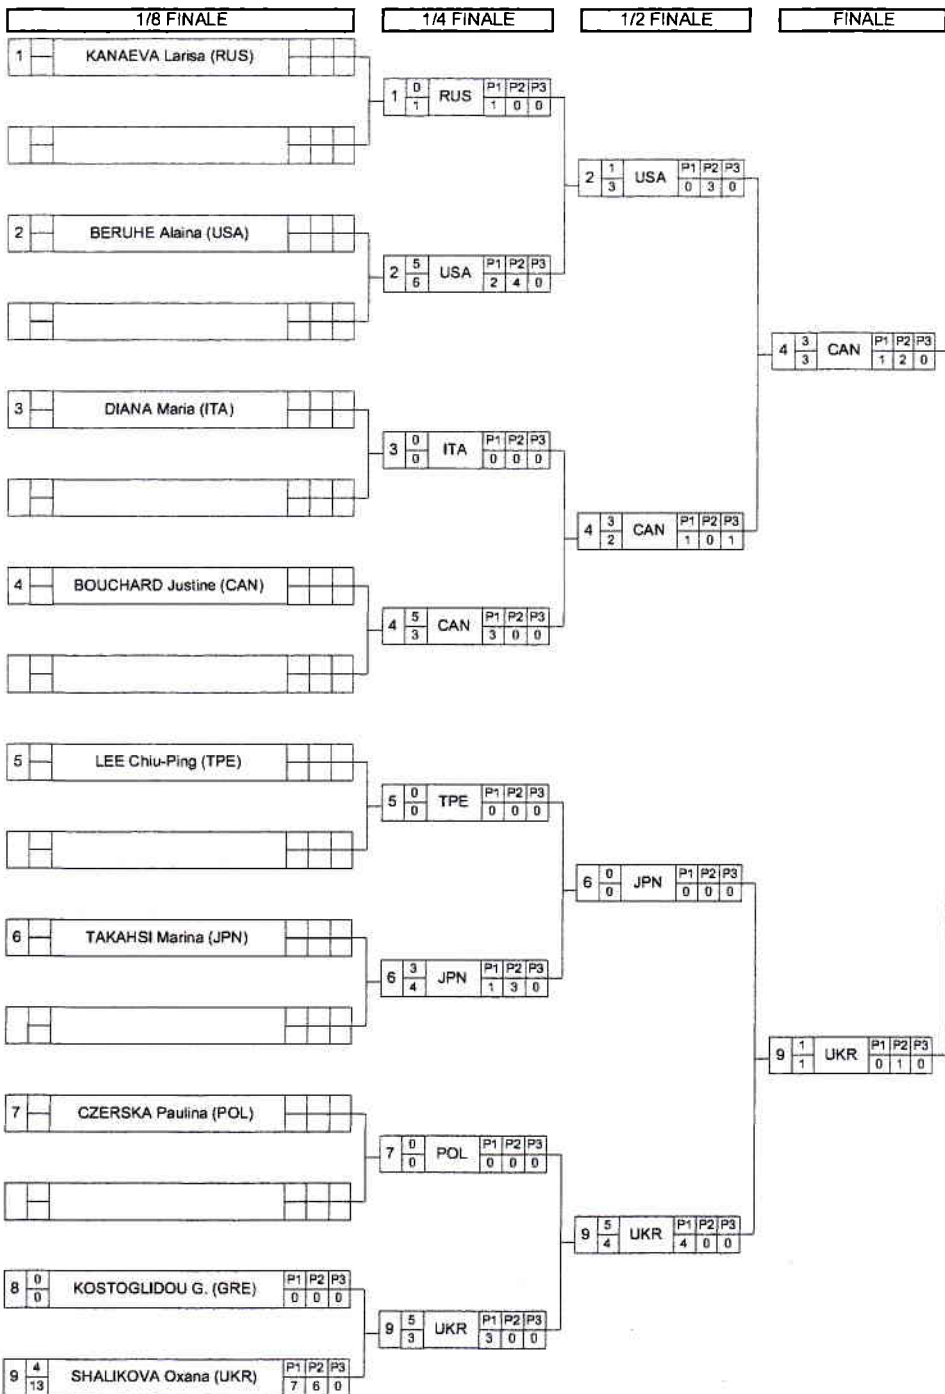 1/8 FINALE 1/4 FINALE 1/2 FINALE FINALE
1 KANAEVA Larisa (RUS)
1 0 1 RUS P1 P2 P3 1 0 0
2 1 3 USA P1 P2 P3 0 3 0
2 BERUHE Alaina (USA)
2 5 6 USA P1 P2 P3 2 4 0
4 3 3 CAN P1 P2 P3 1 2 0
3 DIANA Maria (ITA)
3 0 0 ITA P1 P2 P3 0 0 0
4 3 2 CAN P1 P2 P3 1 0 1
4 BOUCHARD Justine (CAN)
4 5 3 CAN P1 P2 P3 3 0 0
5 LEE Chiu-Ping (TPE)
5 0 0 TPE P1 P2 P3 0 0 0
6 0 0 JPN P1 P2 P3 0 0 0
6 TAKAHSI Marina (JPN)
6 3 4 JPN P1 P2 P3 1 3 0
9 1 1 UKR P1 P2 P3 0 1 0
7 CZERSKA Paulina (POL)
7 0 0 POL P1 P2 P3 0 0 0
9 5 4 UKR P1 P2 P3 4 0 0
8 0 0 KOSTOGLIDOU G. (GRE) P1 P2 P3 0 0 0
9 5 3 UKR P1 P2 P3 3 0 0
9 4 13 SHALIKOVA Oxana (UKR) P1 P2 P3 7 6 0